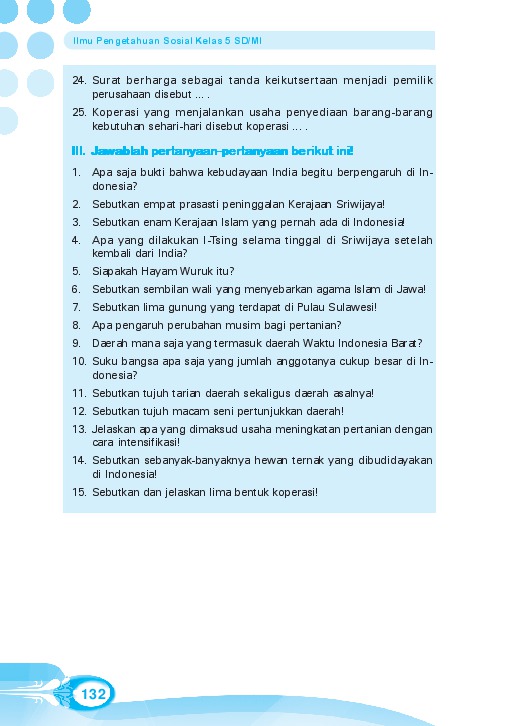 Ilmu Pengetahuan Sosial Kelas 5 SD/MI
24. Surat berharga sebagai tanda keikutsertaan menjadi pemilik
perusahaan disebut ... .
25. Koperasi yang menjalankan usaha penyediaan barang-barang
kebutuhan sehari-hari disebut koperasi ... .
III. Jawablah pertanyaan-pertanyaan berikut ini!
1. Apa saja bukti bahwa kebudayaan India begitu berpengaruh di In-
donesia?
2. Sebutkan empat prasasti peninggalan Kerajaan Sriwijaya!
3. Sebutkan enam Kerajaan Islam yang pernah ada di Indonesia!
4. Apa yang dilakukan I-Tsing selama tinggal di Sriwijaya setelah
kembali dari India?
5. Siapakah Hayam Wuruk itu?
6. Sebutkan sembilan wali yang menyebarkan agama Islam di Jawa!
7. Sebutkan lima gunung yang terdapat di Pulau Sulawesi!
8. Apa pengaruh perubahan musim bagi pertanian?
9. Daerah mana saja yang termasuk daerah Waktu Indonesia Barat?
10. Suku bangsa apa saja yang jumlah anggotanya cukup besar di In-
donesia?
11. Sebutkan tujuh tarian daerah sekaligus daerah asalnya!
12. Sebutkan tujuh macam seni pertunjukkan daerah!
13. Jelaskan apa yang dimaksud usaha meningkatan pertanian dengan
cara intensifikasi!
14. Sebutkan sebanyak-banyaknya hewan ternak yang dibudidayakan
di Indonesia!
15. Sebutkan dan jelaskan lima bentuk koperasi!
132